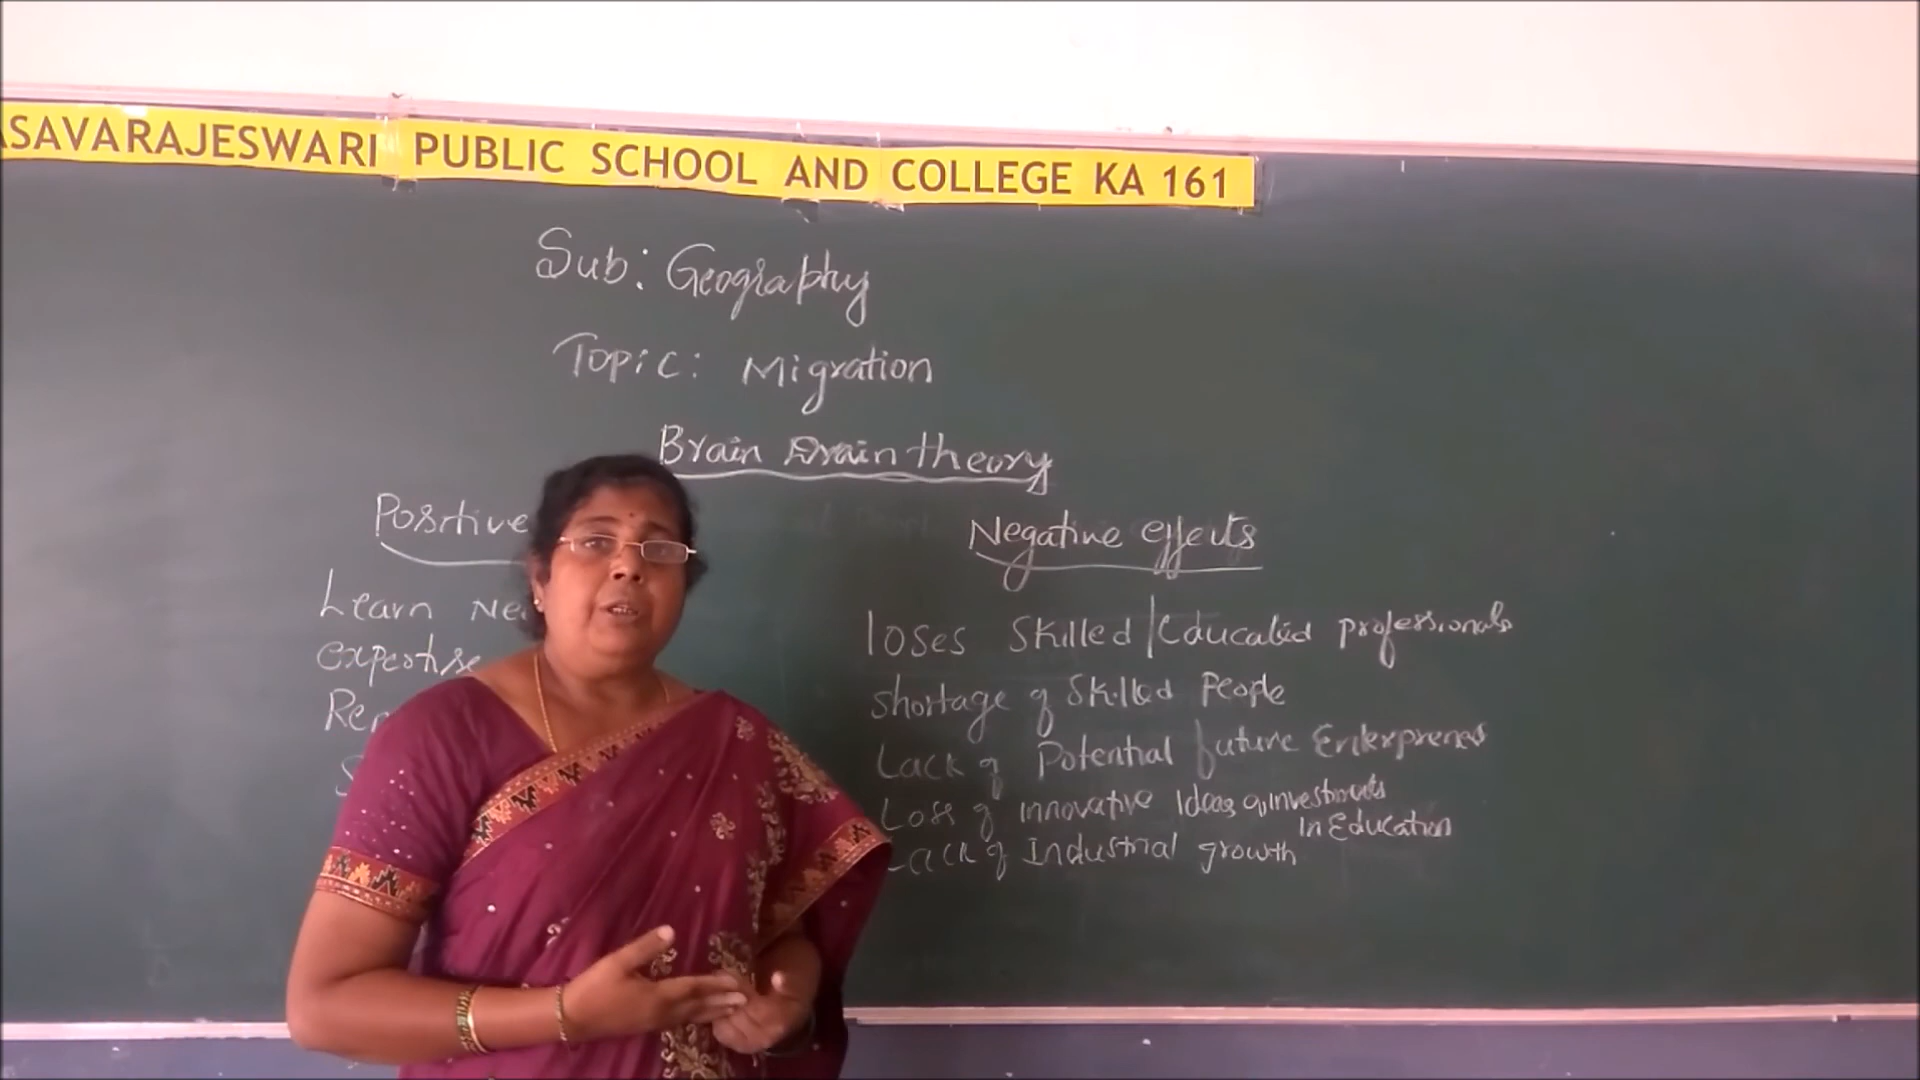 ASAVARAJESWARI PUBLIC SCHOOL AND COLLEGE KA 161
Sub: Geography
Topic: Migration
Brain Drain theory
Positive
Negative effects
Learn Ne
expertise
Re
S
loses Skilled/Educated professionals
shortage of Skilled People
Lack of Potential future
Loss of innovative Ideas investments
in Education
Lack of Industrial growth